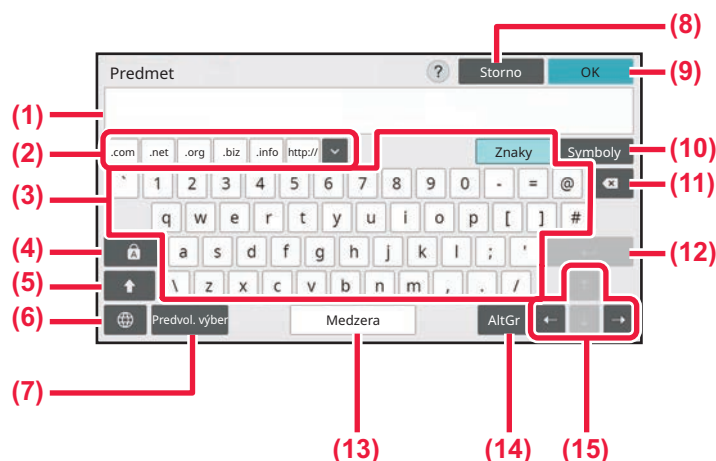 (8)
Predmet ? Storno OK (9)
(1)
(2) .com .net .org .biz .info http:// Znaky Symboly (10)
(3) ` 1 2 3 4 5 6 7 8 9 0 - = @ (11)
q w e r t y u i o p [ ] #
(4) A a s d f g h j k l ; ' (12)
(5) \ z x c v b n m , . /
(6) Predvol. výber Medzera AltGr
(7)
(13) (14) (15)